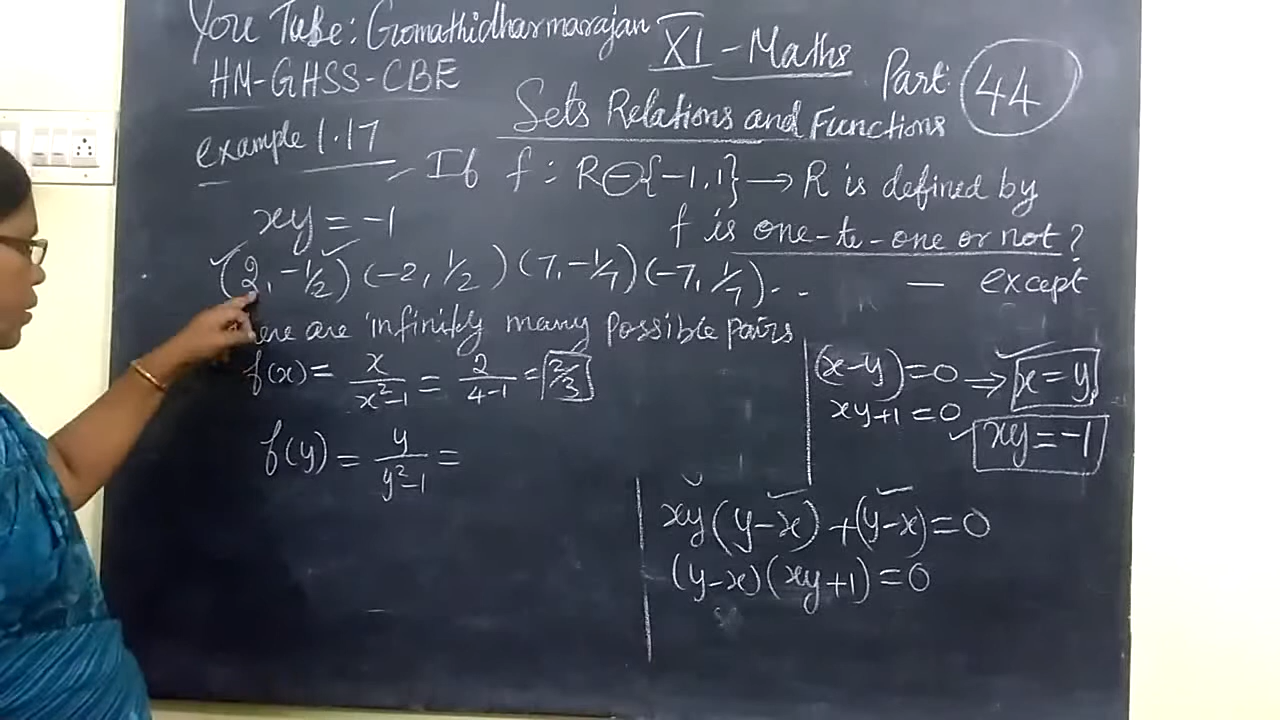 You Tube: Gomathidharmarajan
HM-GHSS-CBE
XI - Maths
Part: 44
Sets Relations and Functions
example 1.17
If f : R-{-1,1} → R is defined by
f is one-to-one or not?
— except
xy = -1
(2, -1/2) (-2, 1/2) (7, -1/7) (-7, 1/7)...
are infinitly many possible pairs
f(x) = x/x²-1 = 2/4-1 = 2/3
f(y) = y/y²-1 =
(x-y)=0 ⇒ x=y,
xy+1=0
xy=-1
xy(y-x)+(y-x)=0
(y-x)(xy+1)=0